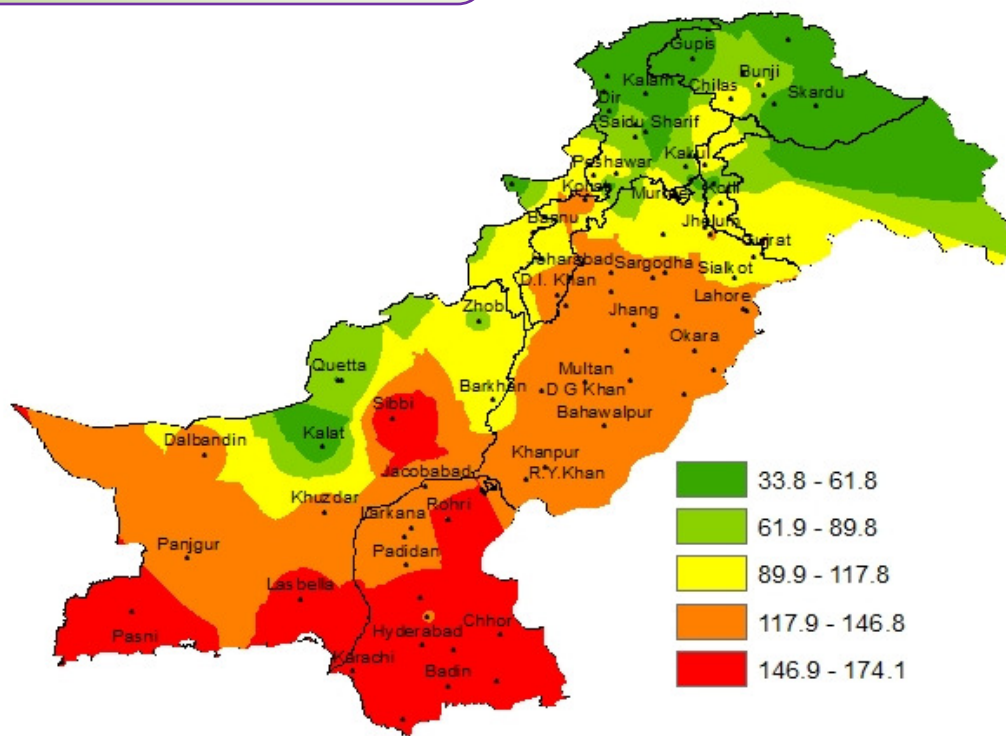 Gupis
Bunji
Kalam
Chilas
Skardu
Dir
Saidu Sharif
Peshawar
Kakul
Kohat
Murree
Kotli
Bannu
Jhelum
Gujrat
Sargodha
Sialkot
D.I. Khan
Lahore
Zhob
Jhang
Okara
Quetta
Multan
Barkhan
D G Khan
Sibbi
Bahawalpur
Kalat
Dalbandin
Khanpur
Jacobabad
R.Y.Khan
33.8 - 61.8
Khuzdar
Rohri
Larkana
61.9 - 89.8
Panjgur
Padidan
89.9 - 117.8
Lasbella
117.9 - 146.8
Pasni
Hyderabad
Chhor
Karachi
Badin
146.9 - 174.1